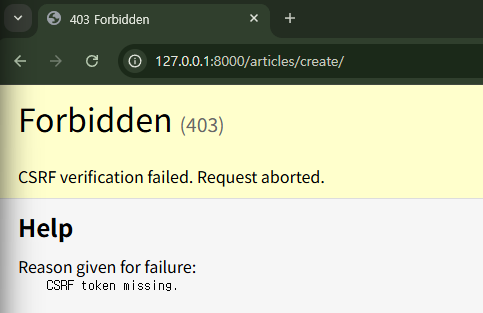 403 Forbidden
127.0.0.1:8000/articles/create/
Forbidden (403)
CSRF verification failed. Request aborted.
Help
Reason given for failure:
CSRF token missing.